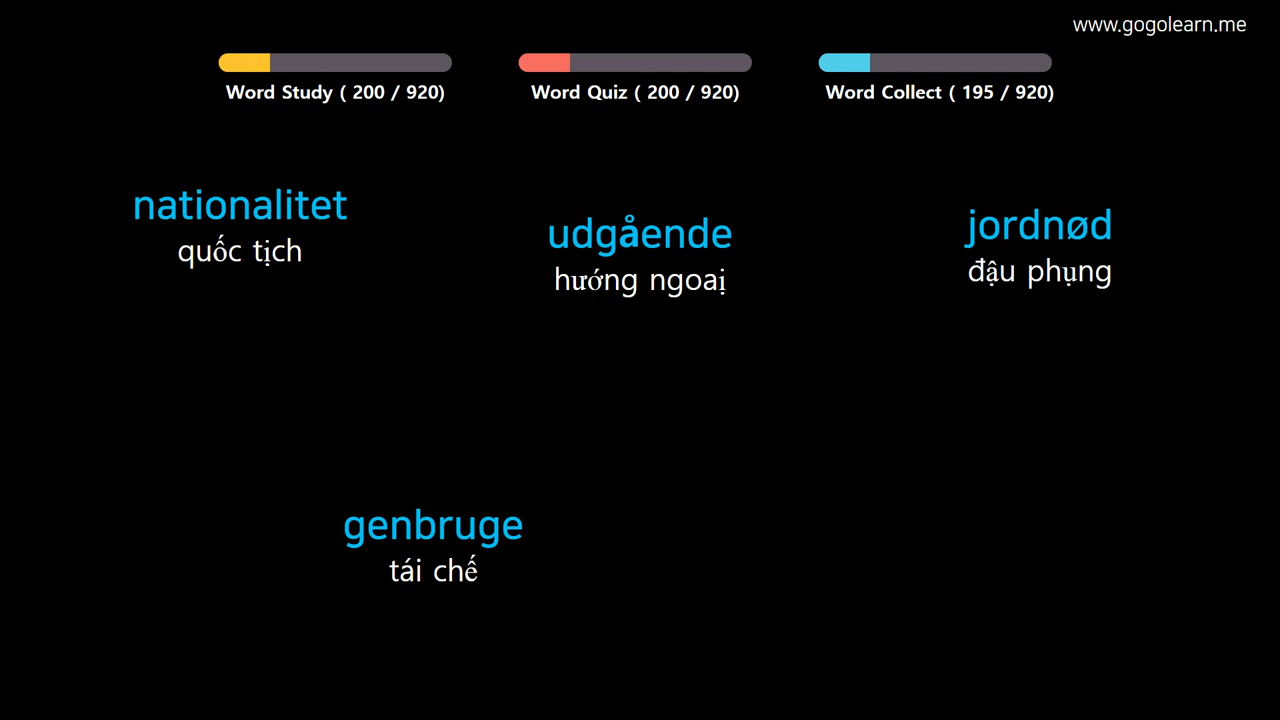 www.gogolearn.me
Word Study ( 200 / 920)
Word Quiz ( 200 / 920)
Word Collect ( 195 / 920)
nationalitet
quốc tịch
udgående
hướng ngoaị
jordnød
đậu phụng
genbruge
tái chế